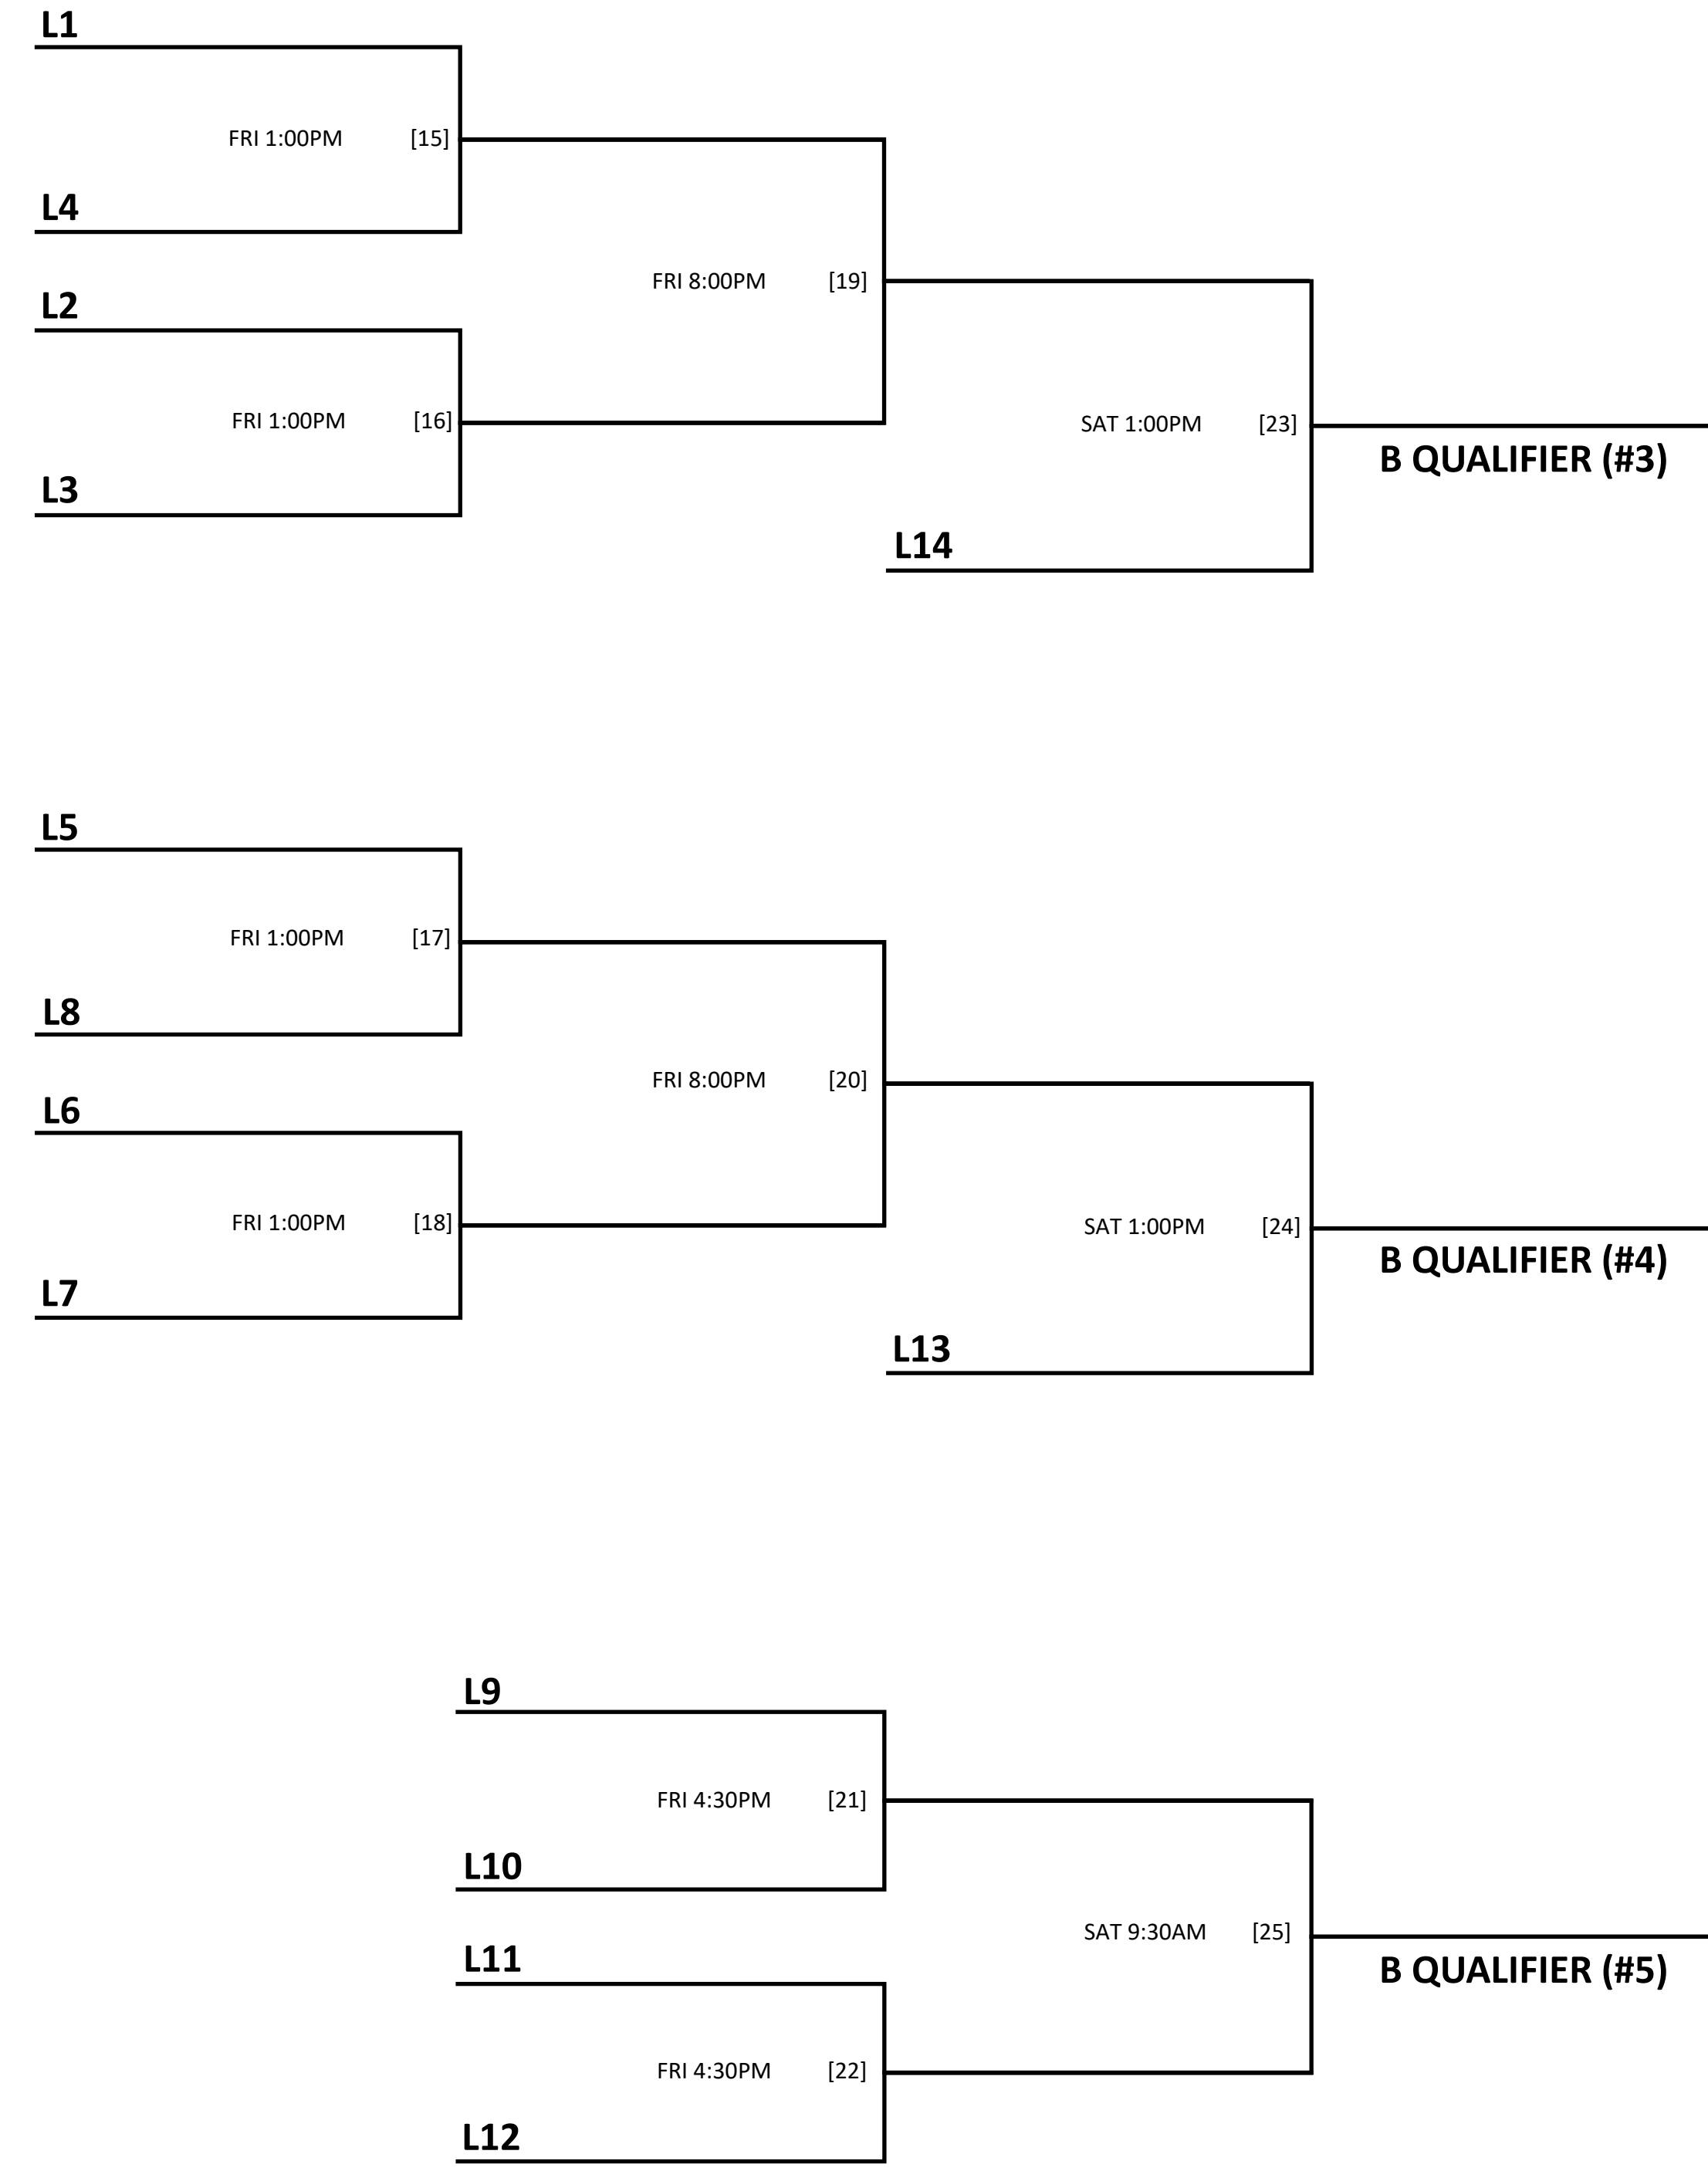 L1
FRI 1:00PM [15]
L4
FRI 8:00PM [19]
L2
FRI 1:00PM [16]
SAT 1:00PM [23]
B QUALIFIER (#3)
L3
L14
L5
FRI 1:00PM [17]
L8
FRI 8:00PM [20]
L6
FRI 1:00PM [18]
SAT 1:00PM [24]
B QUALIFIER (#4)
L7
L13
L9
FRI 4:30PM [21]
L10
SAT 9:30AM [25]
L11
B QUALIFIER (#5)
FRI 4:30PM [22]
L12